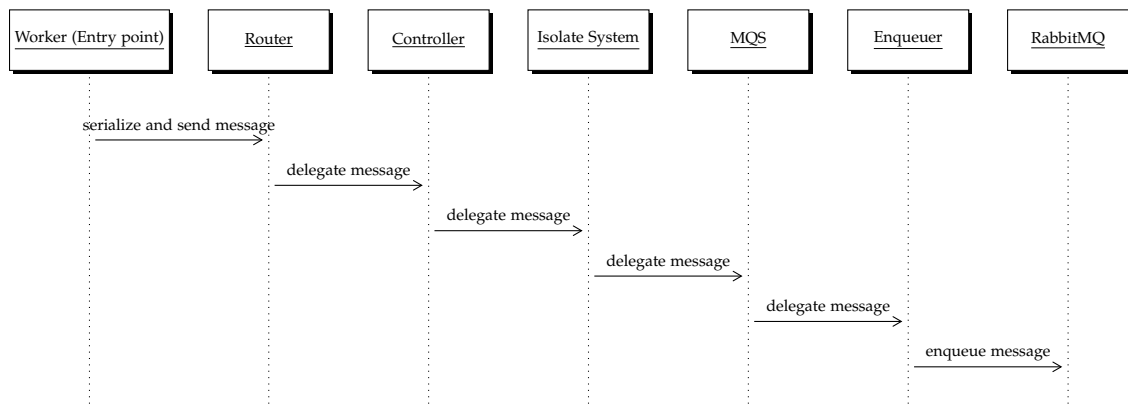 Worker (Entry point) Router Controller Isolate System MQS Enqueuer RabbitMQ
serialize and send message
delegate message
delegate message
delegate message
delegate message
enqueue message